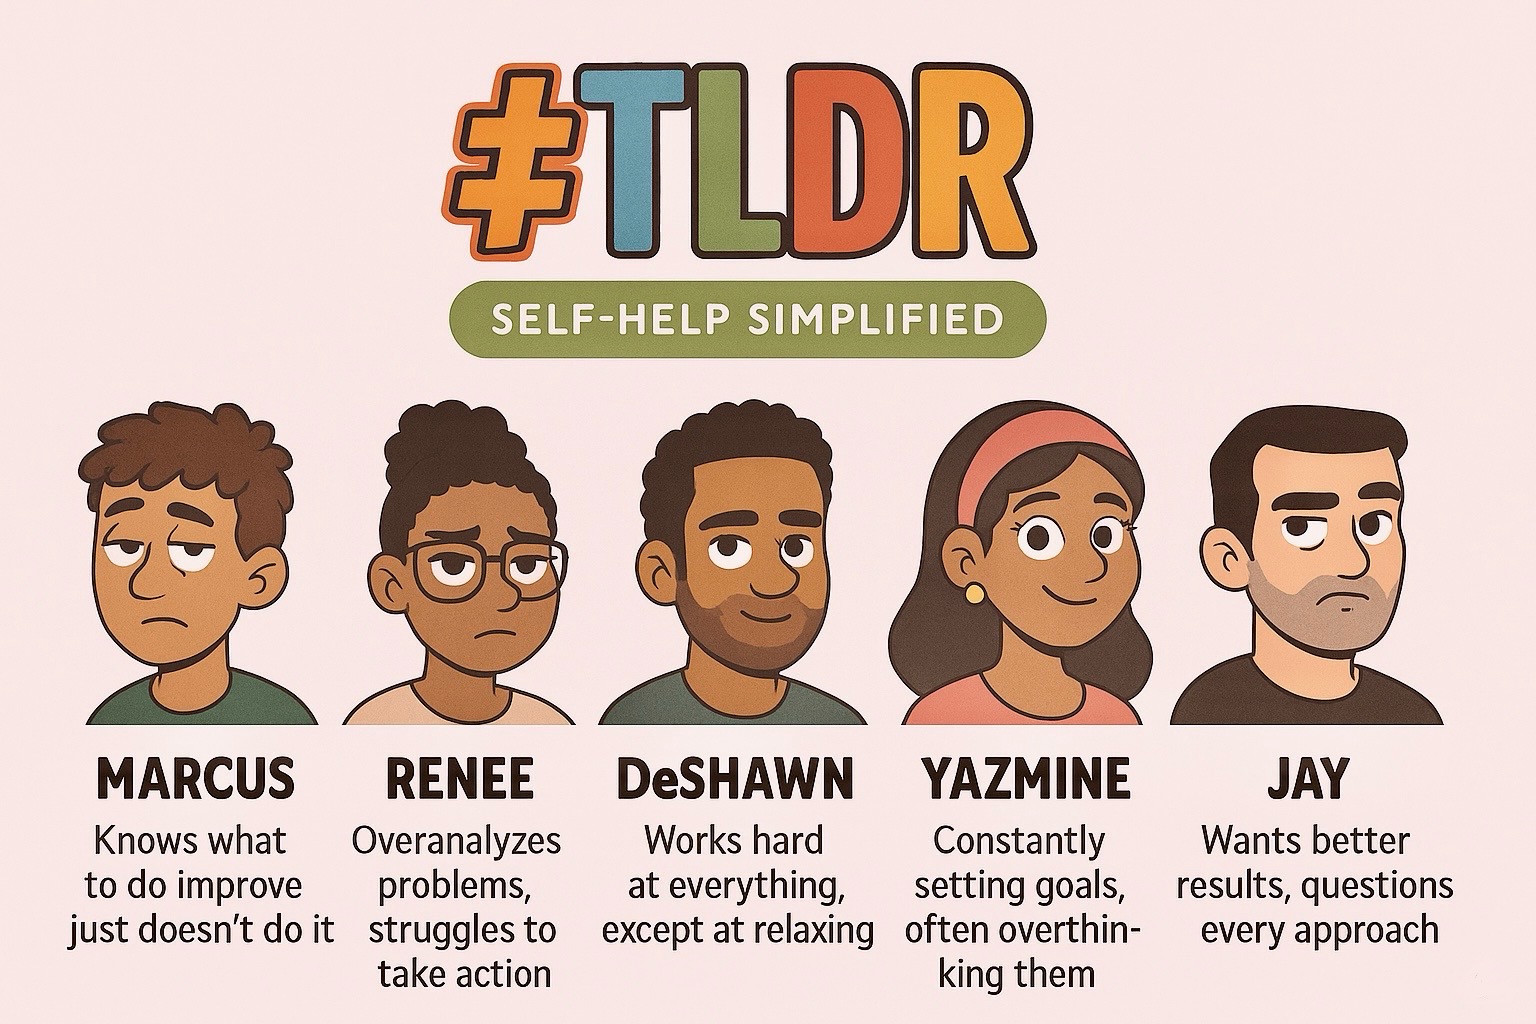 #TLDR
SELF-HELP SIMPLIFIED
MARCUS
Knows what
to do improve
just doesn't do it
RENEE
Overanalyzes
problems,
struggles to
take action
DeSHAWN
Works hard
at everything,
except at relaxing
YAZMINE
Constantly
setting goals,
often overthin-
king them
JAY
Wants better
results, questions
every approach